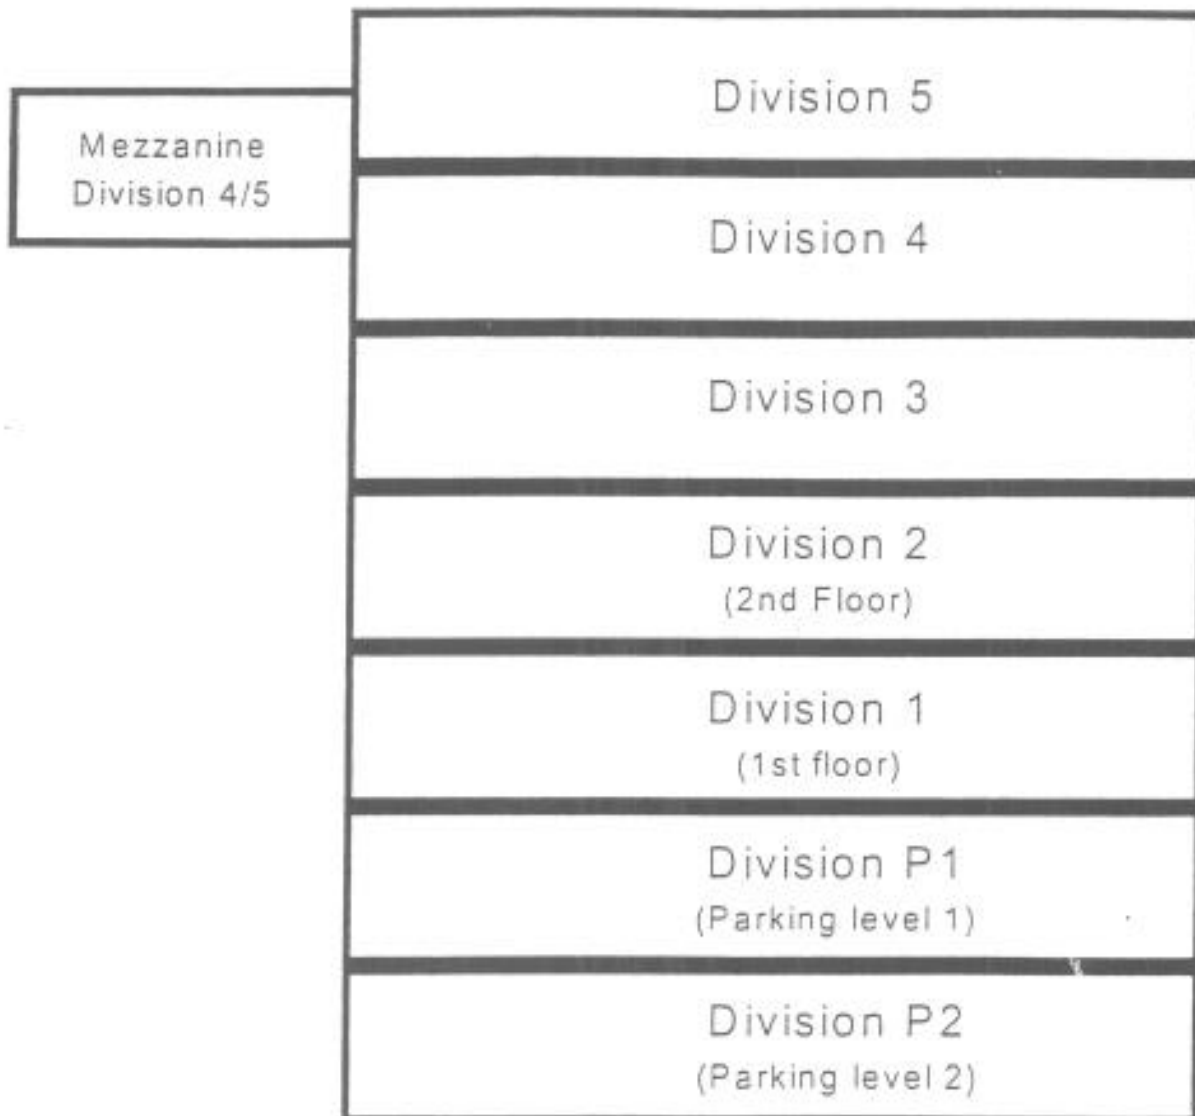 Division 5
Mezzanine
Division 4/5
Division 4
Division 3
Division 2
(2nd Floor)
Division 1
(1st floor)
Division P1
(Parking level 1)
Division P2
(Parking level 2)